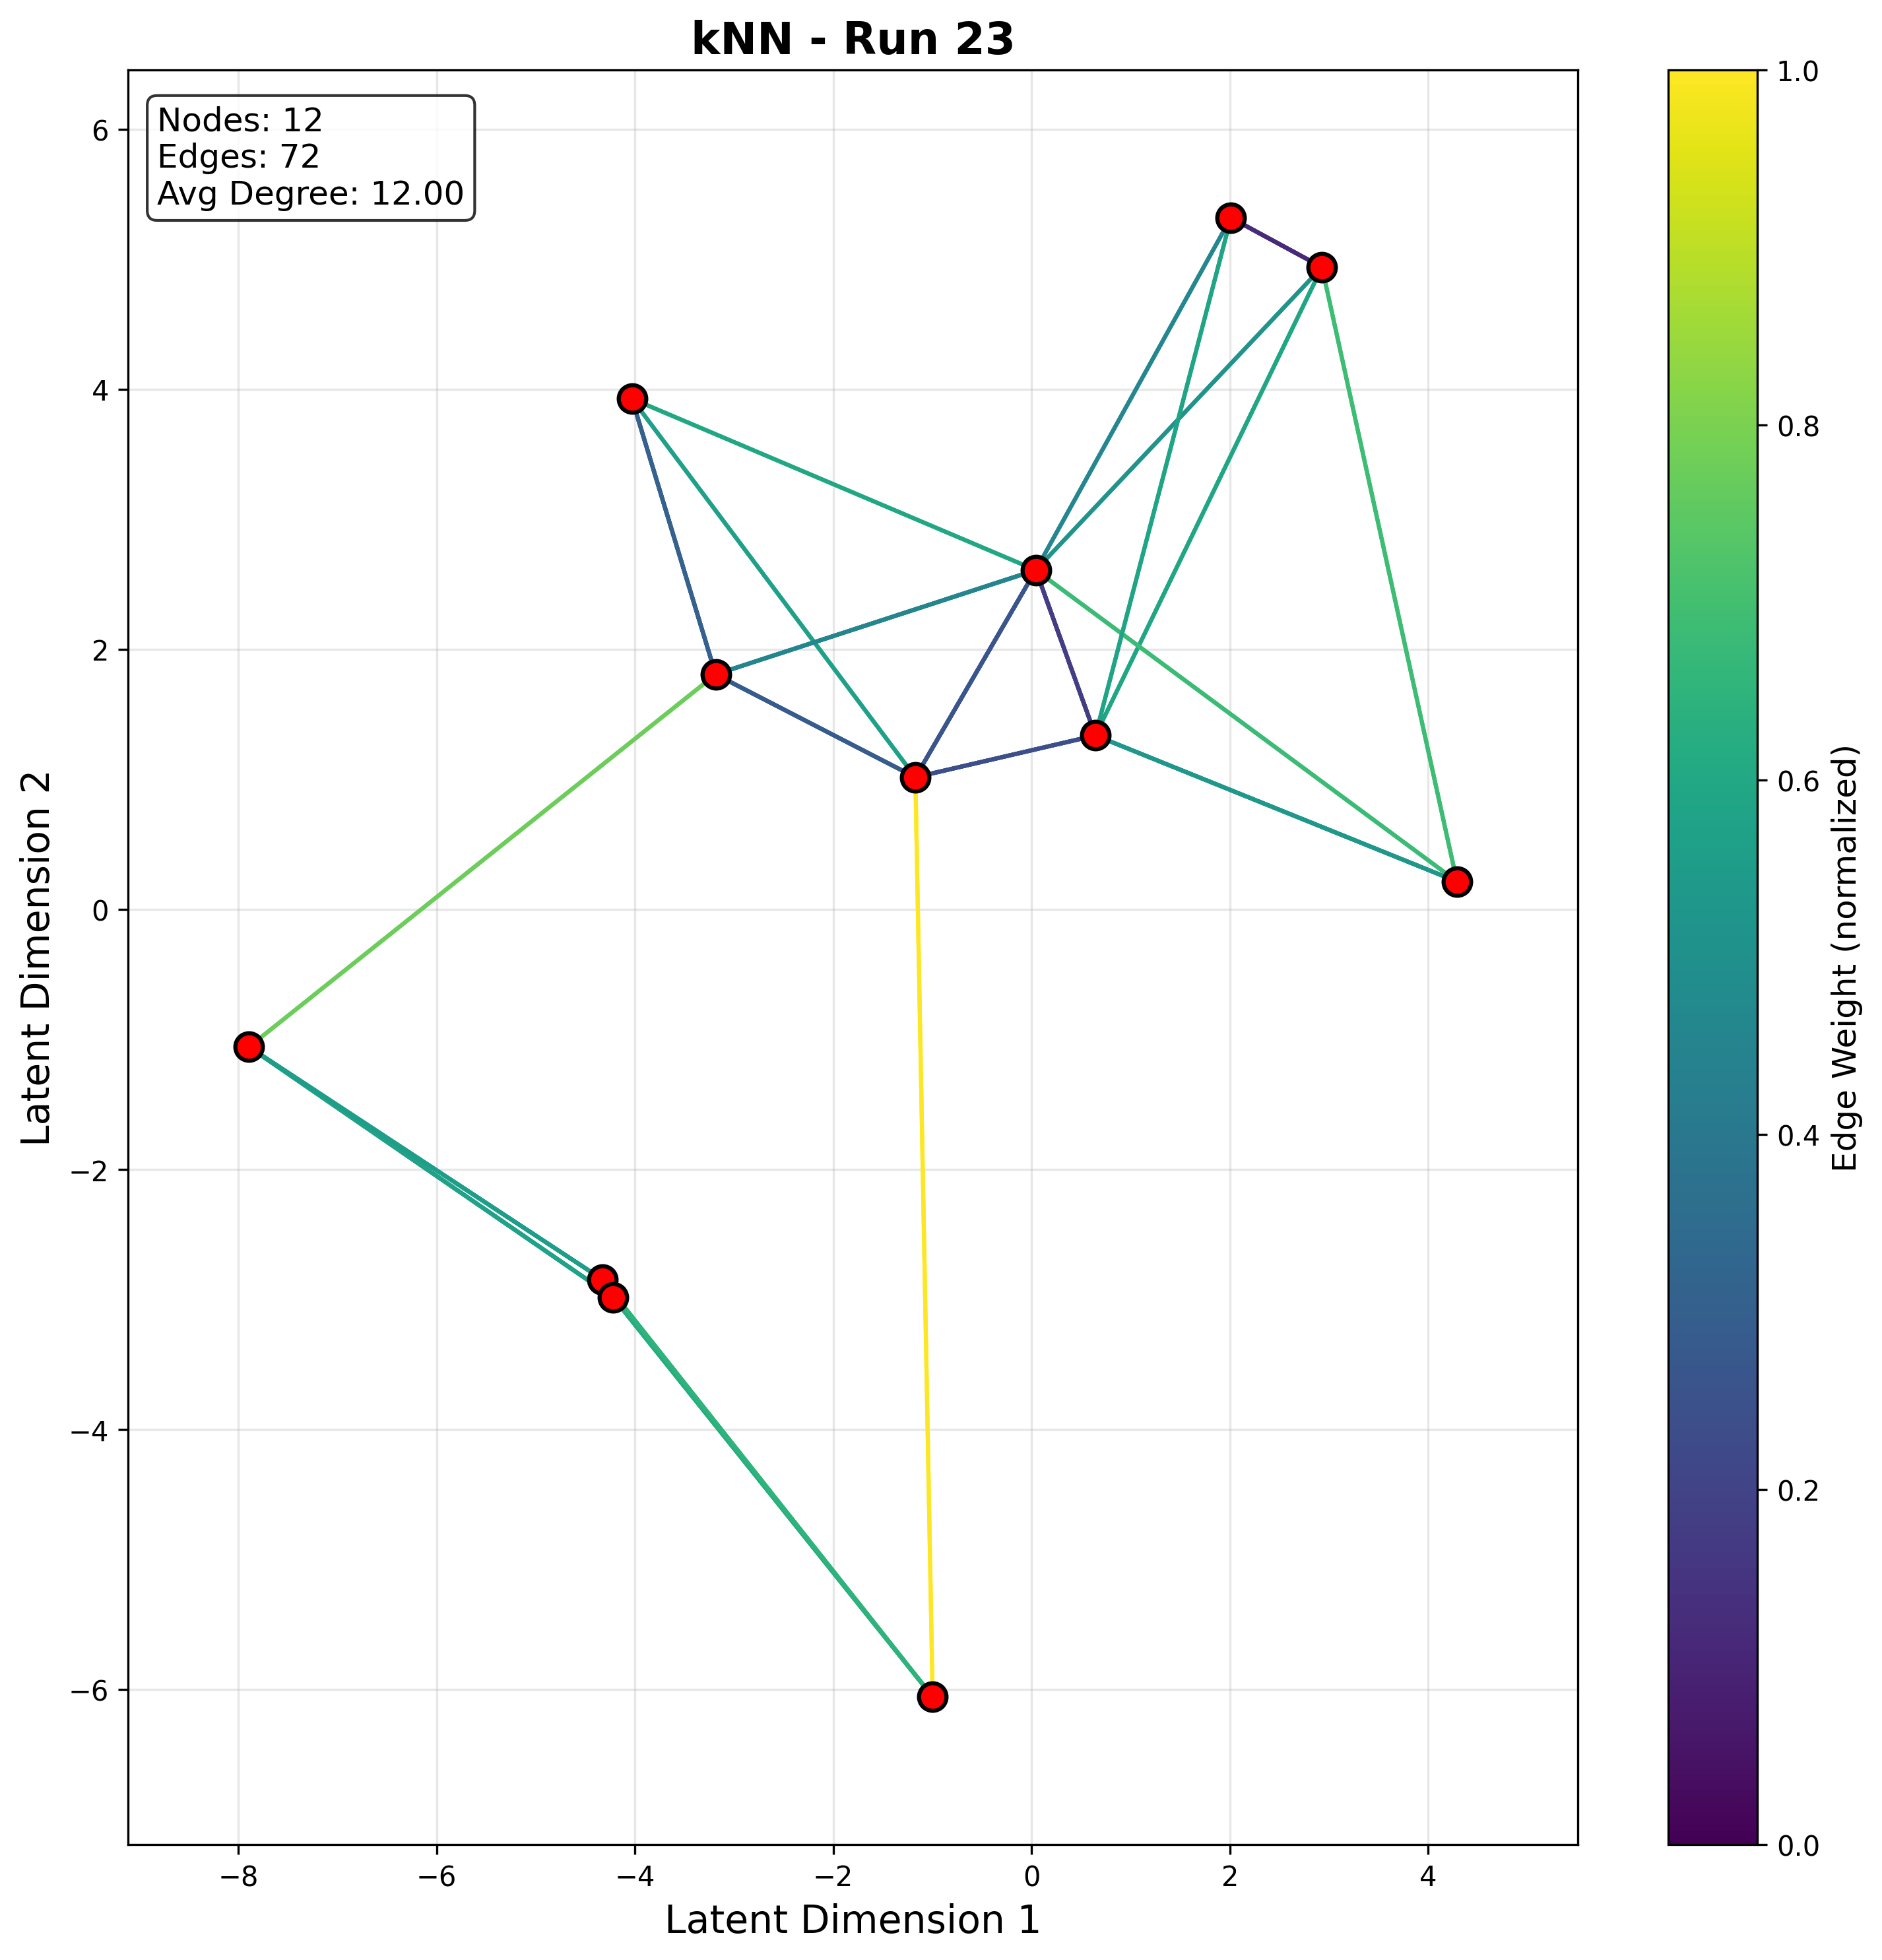 kNN - Run 23
Nodes: 12
Edges: 72
Avg Degree: 12.00
6
4
2
0
−2
−4
−6
Latent Dimension 2
−8
−6
−4
−2
0
2
4
Latent Dimension 1
1.0
0.8
0.6
0.4
0.2
0.0
Edge Weight (normalized)